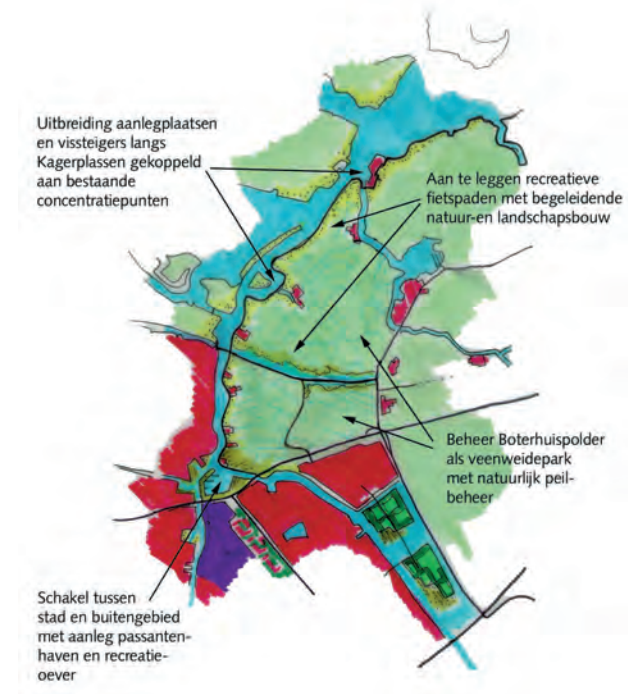 Uitbreiding aanlegplaatsen
en vissteigers langs
Kagerplassen gekoppeld
aan bestaande
concentratiepunten
Aan te leggen recreatieve
fietspaden met begeleidende
natuur-en landschapsbouw
Beheer Boterhuispolder
als veenweidepark
met natuurlijk peil-
beheer
Schakel tussen
stad en buitengebied
met aanleg passanten-
haven en recreatie-
oever